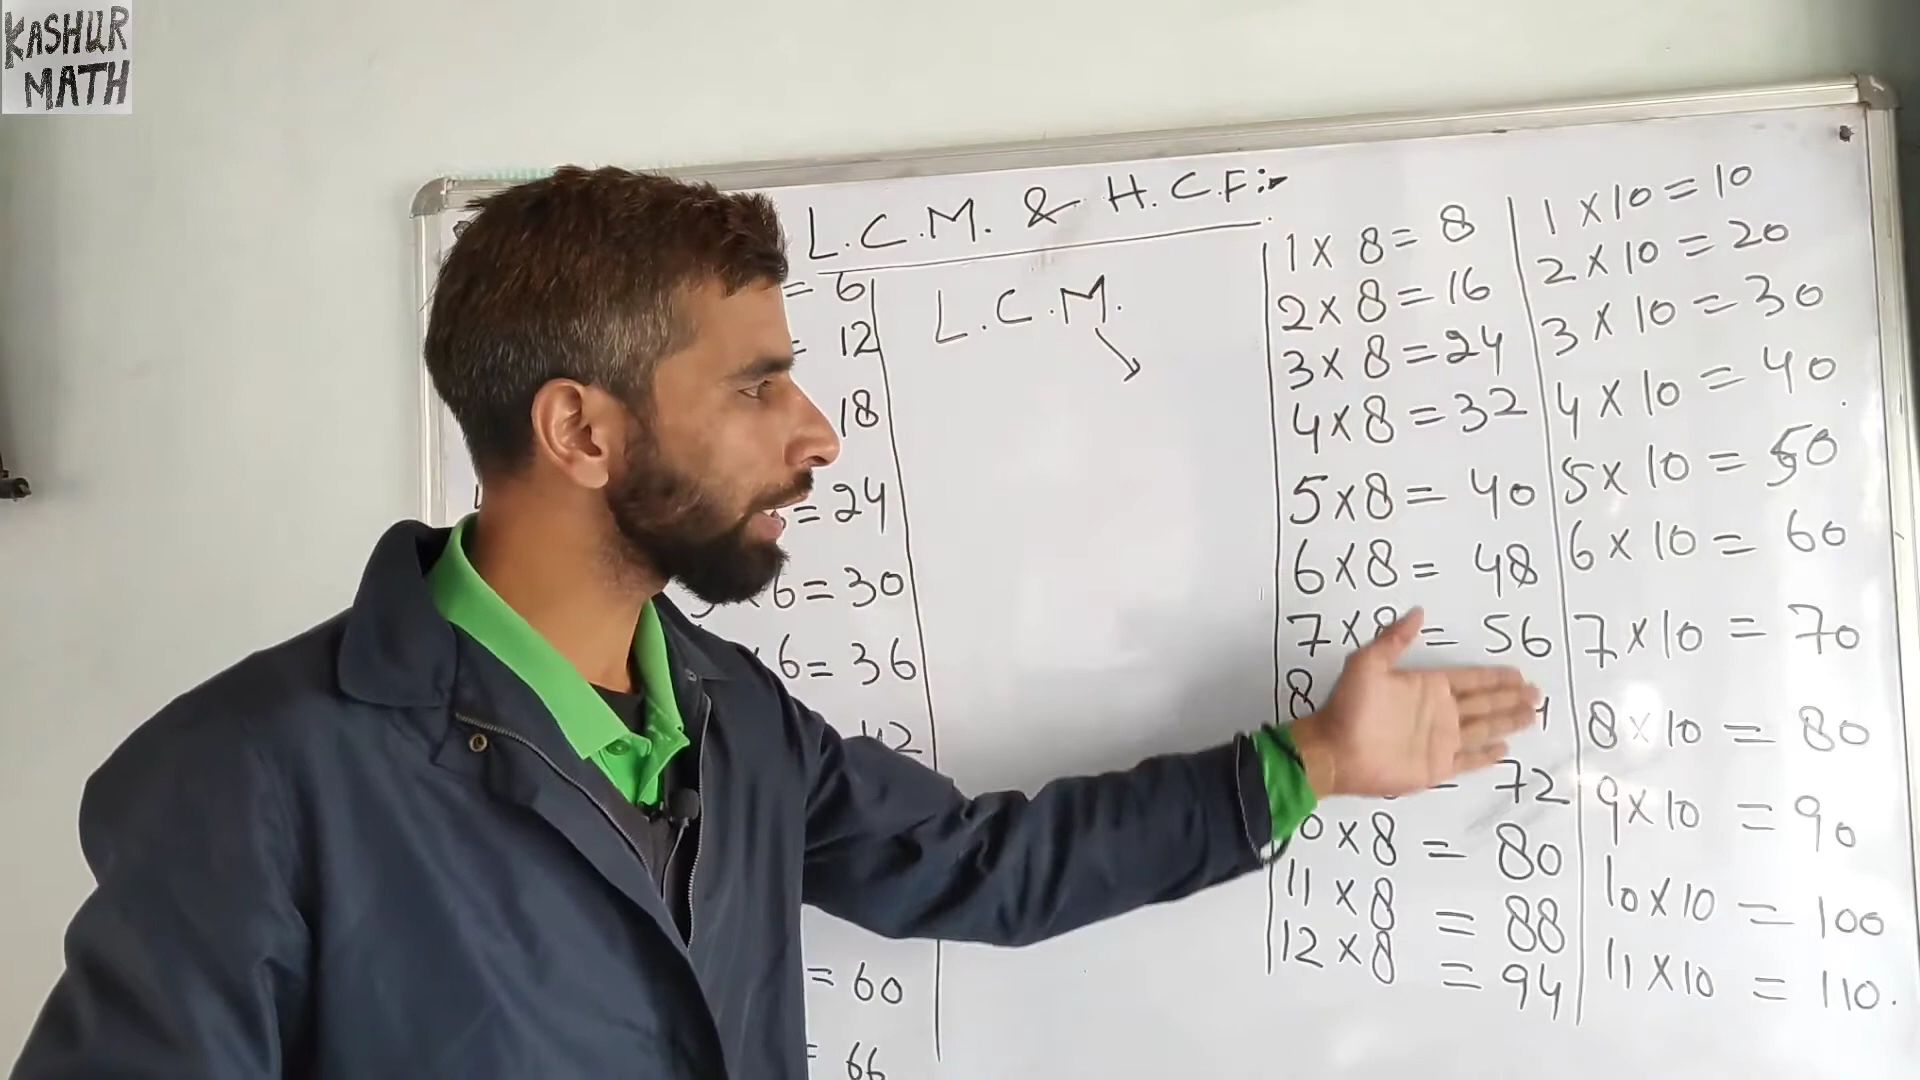 KASHUR
MATH
L.C.M. & H.C.F:-
= 6
= 12
18
= 24
6 = 30
6 = 36
42
= 60
= 66
L.C.M.
1 x 8 = 8
2 x 8 = 16
3 x 8 = 24
4 x 8 = 32
5 x 8 = 40
6 x 8 = 48
7 x 8 = 56
8
72
0 x 8 = 80
11 x 8 = 88
12 x 8 = 94
1 x 10 = 10
2 x 10 = 20
3 x 10 = 30
4 x 10 = 40
5 x 10 = 50
6 x 10 = 60
7 x 10 = 70
8 x 10 = 80
9 x 10 = 90
10 x 10 = 100
11 x 10 = 110.